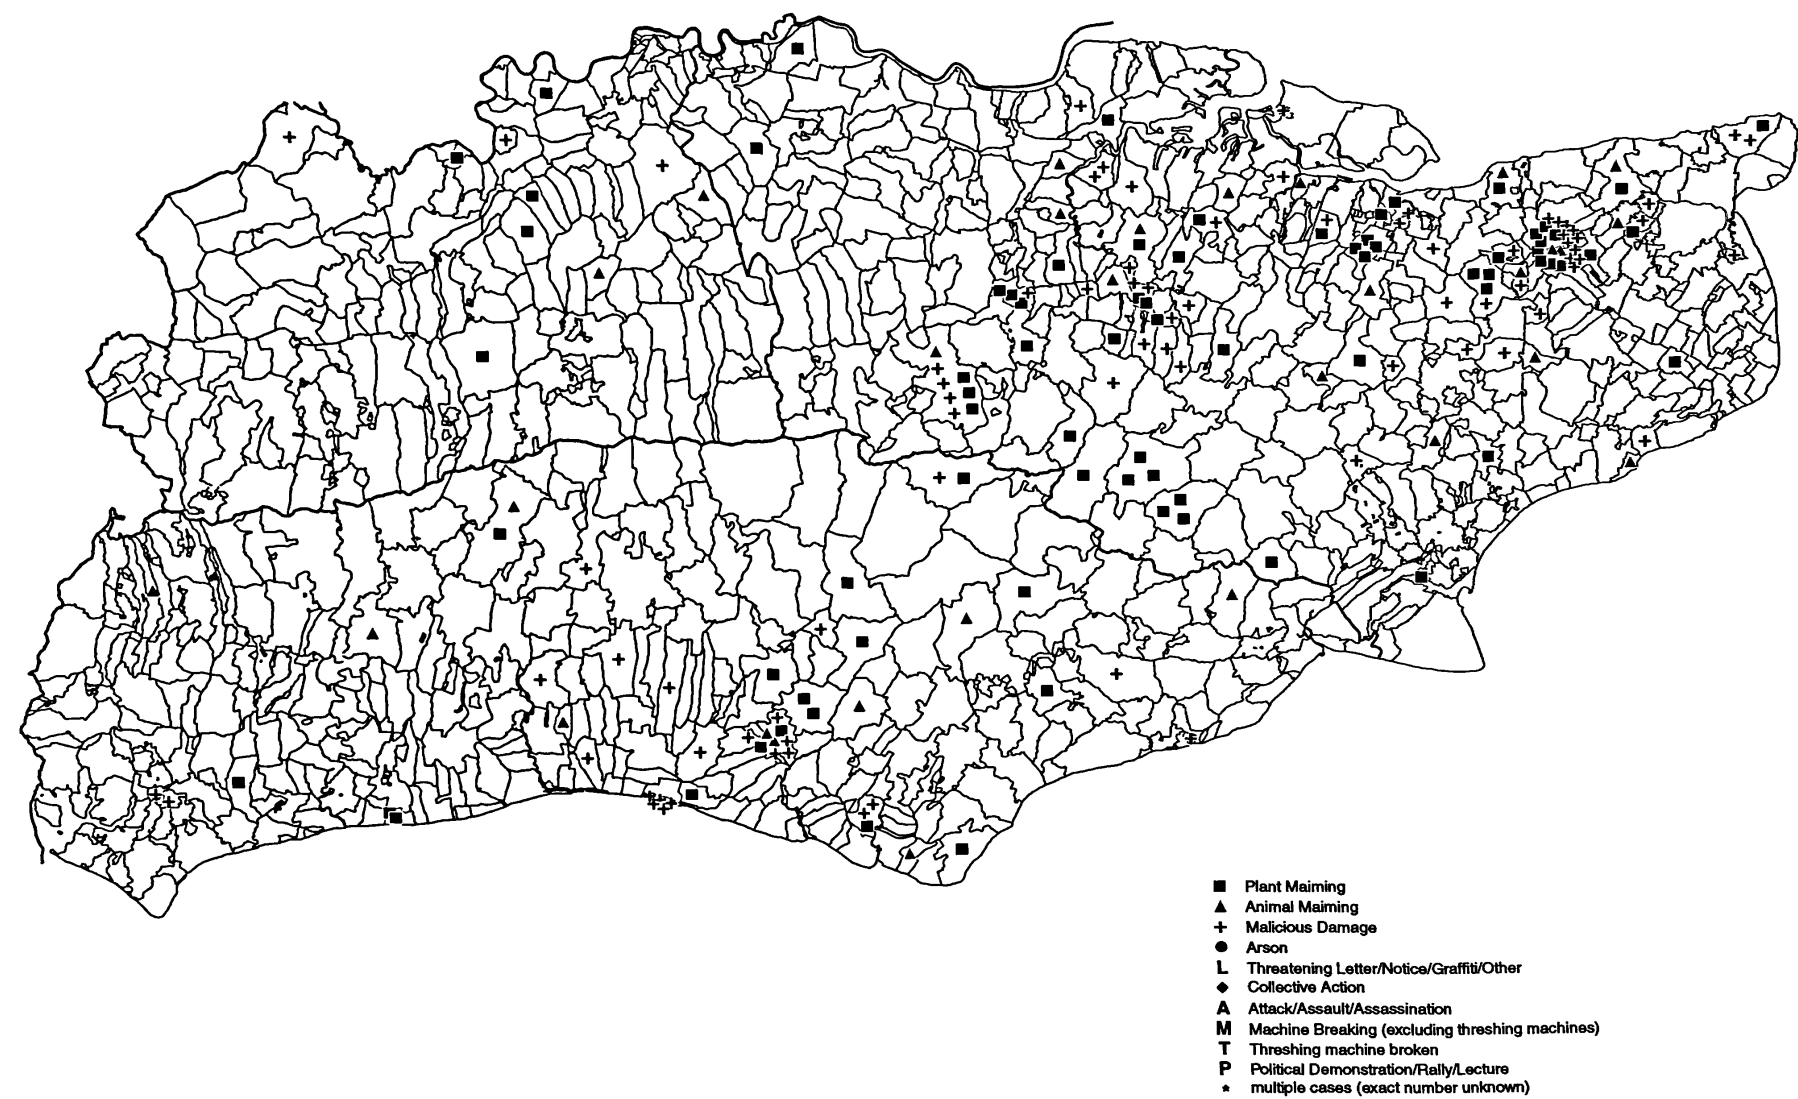 Plant Maiming
Animal Maiming
Malicious Damage
Arson
L Threatening Letter/Notice/Graffiti/Other
Collective Action
A Attack/Assault/Assassination
M Machine Breaking (excluding threshing machines)
T Threshing machine broken
P Political Demonstration/Rally/Lecture
* multiple cases (exact number unknown)